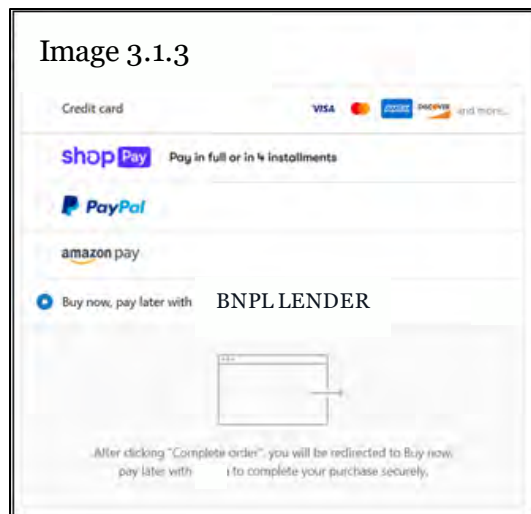 Image 3.1.3
Credit card VISA AMERICAN EXPRESS DISCOVER and more...
shop Pay Pay in full or in 4 installments
PayPal
amazon pay
Buy now, pay later with BNPL LENDER
After clicking "Complete order", you will be redirected to Buy now,
pay later with to complete your purchase securely.